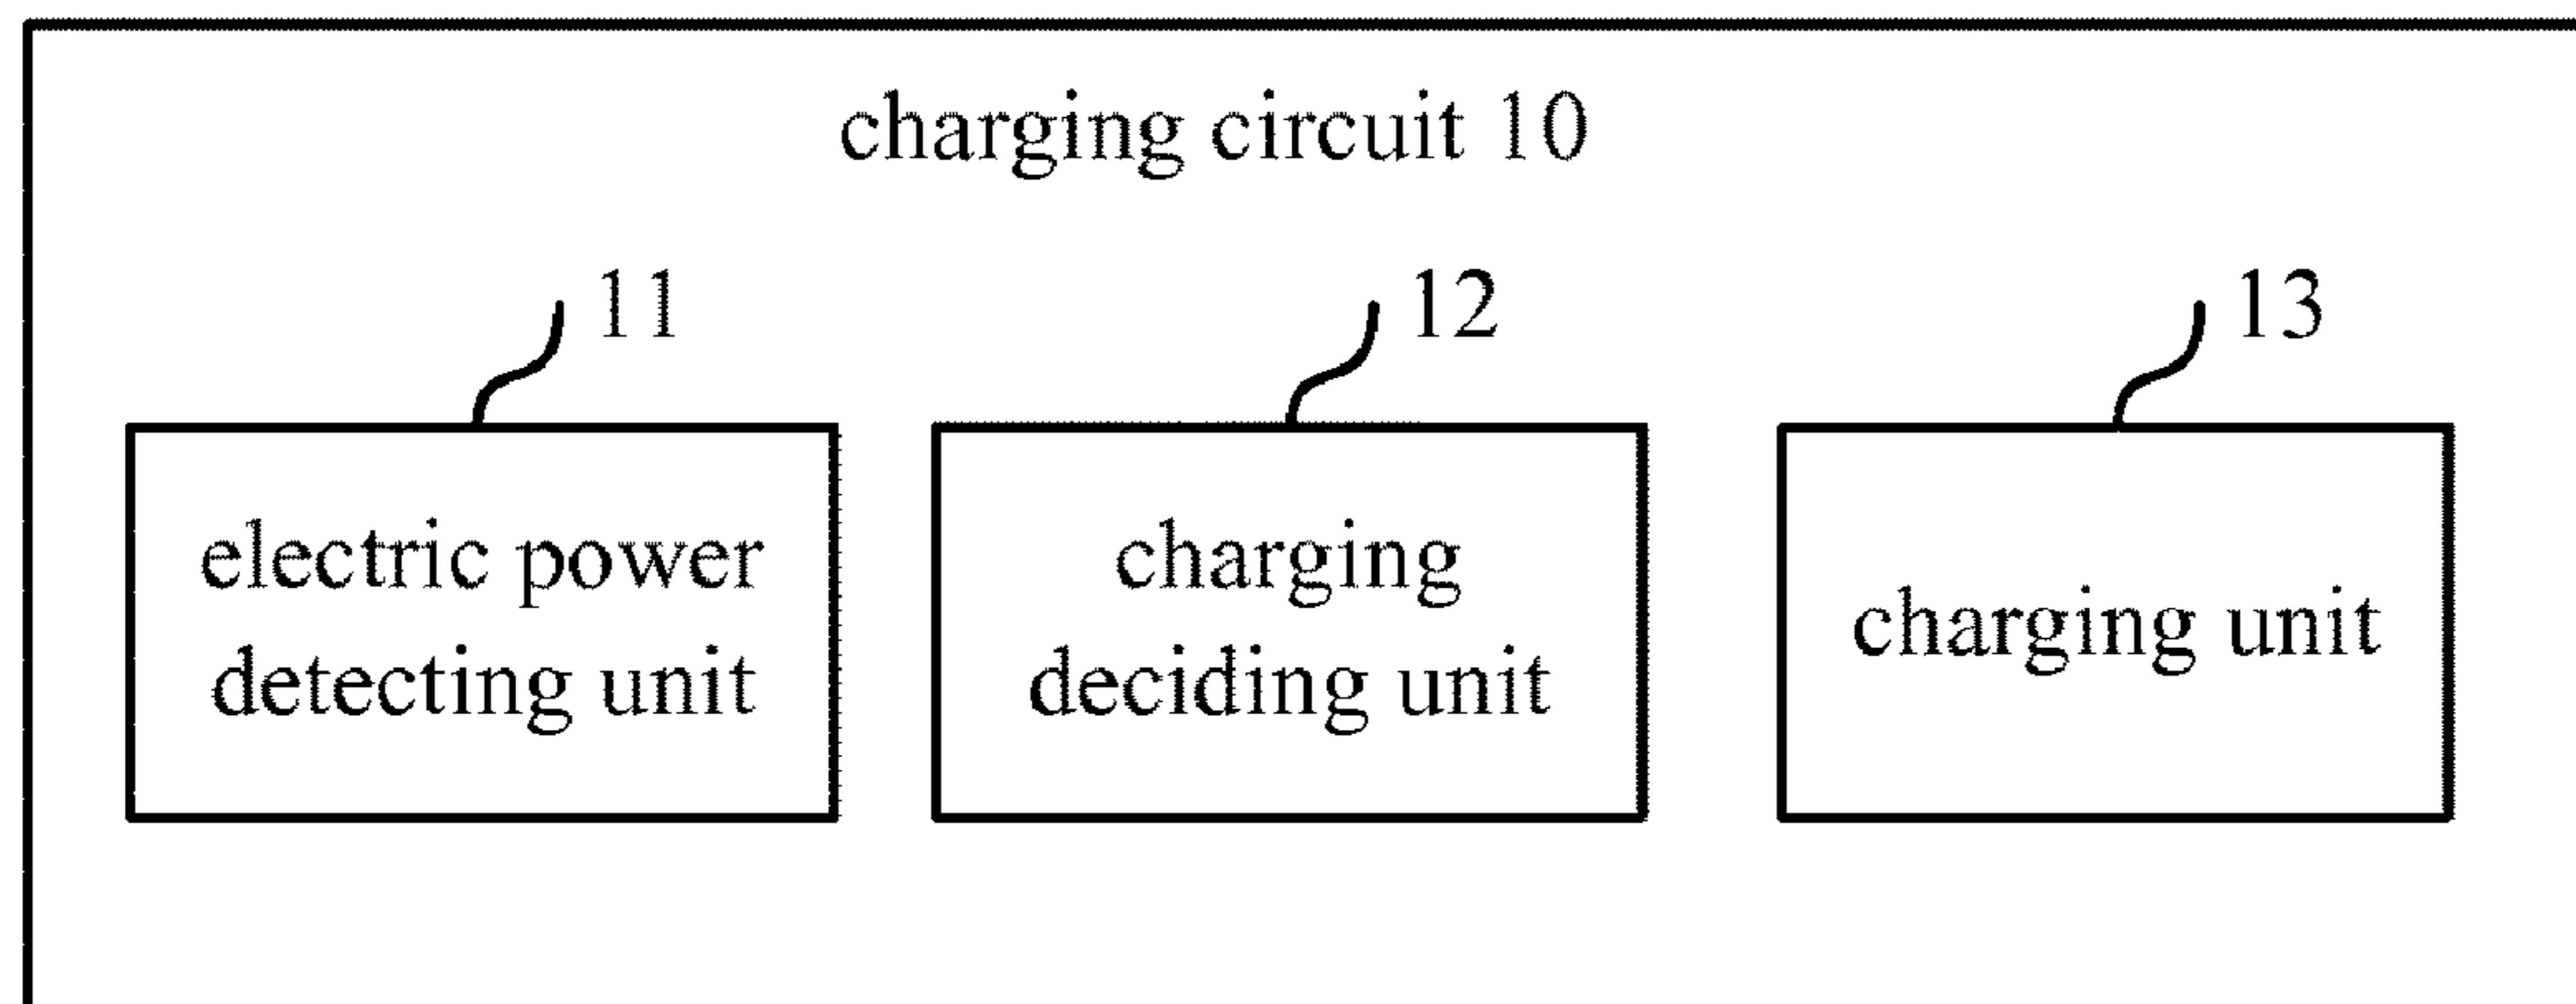 charging circuit 10
11
12
13
electric power
detecting unit
charging
deciding unit
charging unit